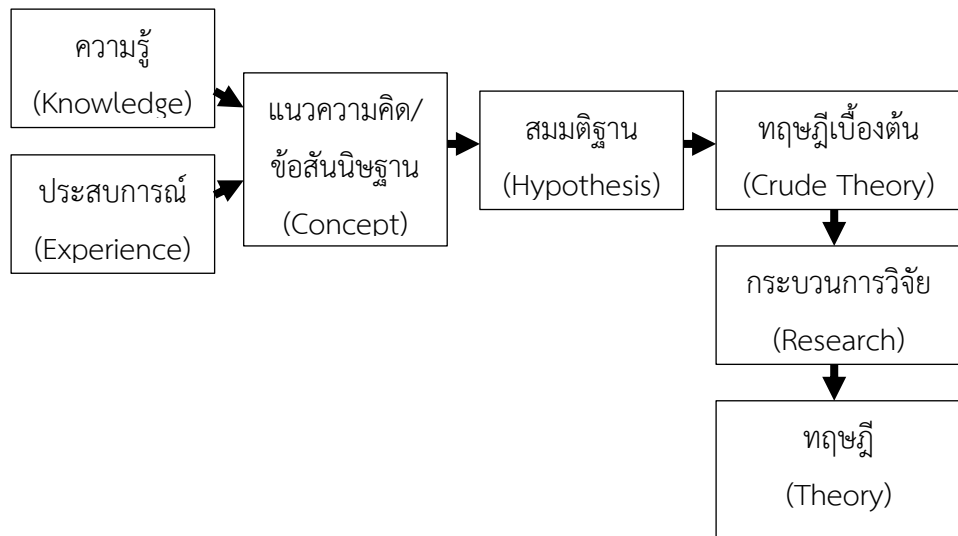 ความรู้
(Knowledge)
ประสบการณ์
(Experience)
แนวความคิด/
ข้อสันนิษฐาน
(Concept)
สมมติฐาน
(Hypothesis)
ทฤษฎีเบื้องต้น
(Crude Theory)
กระบวนการวิจัย
(Research)
ทฤษฎี
(Theory)